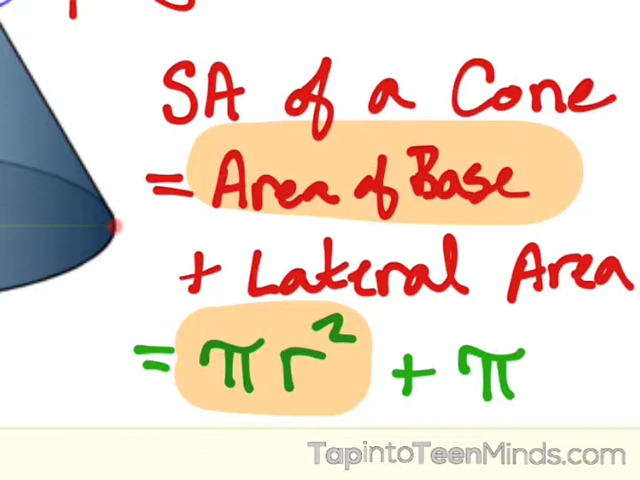 SA of a Cone
= Area of Base
+ Lateral Area
= πr² + π
TapintoTeenMinds.com